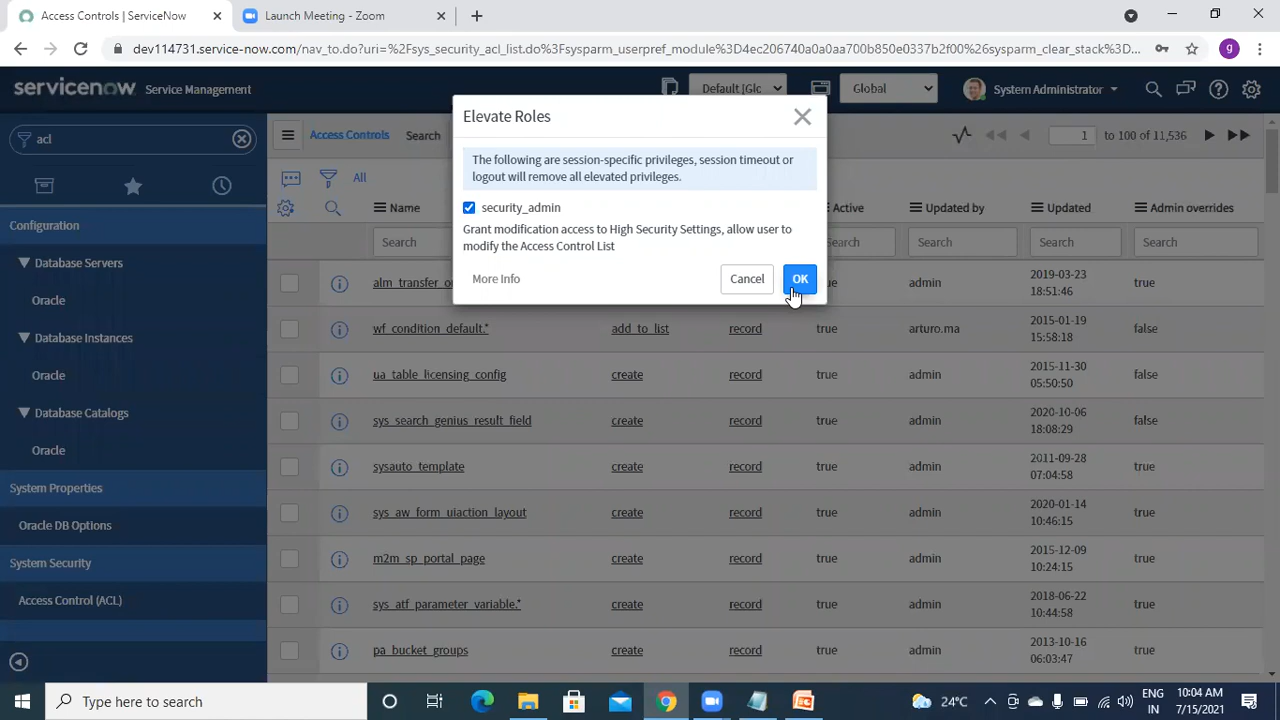 Access Controls | ServiceNow
Launch Meeting - Zoom
dev114731.service-now.com/nav_to.do?uri=%2Fsys_security_acl_list.do%3Fsysparm_userpref_module%3D4ec206740a0a0aa700b850e0337b2f00%26sysparm_clear_stack%3D...
g
servicenow Service Management
Default [Glo
Global
System Administrator
acl
Access Controls Search
1 to 100 of 11,536
Elevate Roles
The following are session-specific privileges, session timeout or
logout will remove all elevated privileges.
security_admin
Grant modification access to High Security Settings, allow user to
modify the Access Control List
More Info Cancel OK
All
Name Active Updated by Updated Admin overrides
Search Search Search Search Search
Configuration
Database Servers
Oracle
Database Instances
Oracle
Database Catalogs
Oracle
System Properties
Oracle DB Options
System Security
Access Control (ACL)
alm_transfer_o admin 2019-03-23
18:51:46 true
wf_condition_default.* add_to_list record true arturo.ma 2015-01-19
15:58:18 false
ua_table_licensing_config create record true admin 2015-11-30
05:50:50 false
sys_search_genius_result_field create record true admin 2020-10-06
18:08:29 false
sysauto_template create record true admin 2011-09-28
07:04:58 true
sys_aw_form_uiaction_layout create record true admin 2020-01-14
10:46:15 true
m2m_sp_portal_page create record true admin 2015-12-09
10:24:15 true
sys_atf_parameter_variable.* create record true admin 2018-06-22
10:44:58 true
pa_bucket_groups create record true admin 2013-10-16
06:03:47 true
Type here to search
24°C
ENG
IN
10:04 AM
7/15/2021